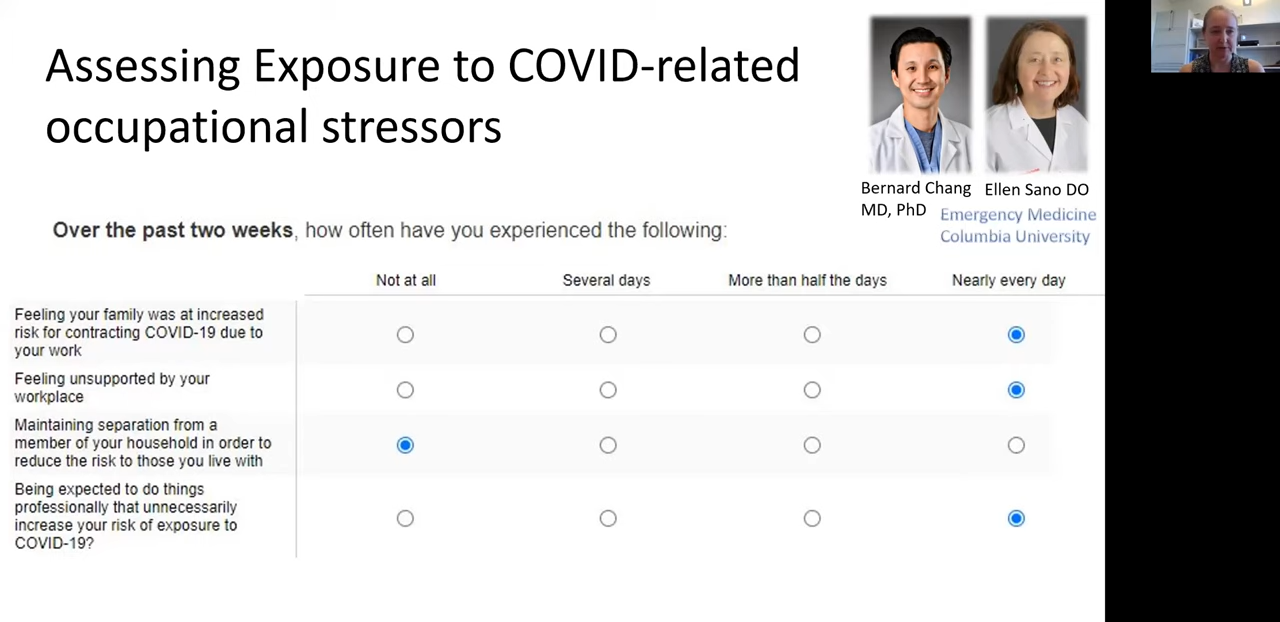 Assessing Exposure to COVID-related
occupational stressors
Bernard Chang
MD, PhD
Ellen Sano DO
Emergency Medicine
Columbia University
Over the past two weeks, how often have you experienced the following:
Not at all
Several days
More than half the days
Nearly every day
Feeling your family was at increased
risk for contracting COVID-19 due to
your work
Feeling unsupported by your
workplace
Maintaining separation from a
member of your household in order to
reduce the risk to those you live with
Being expected to do things
professionally that unnecessarily
increase your risk of exposure to
COVID-19?